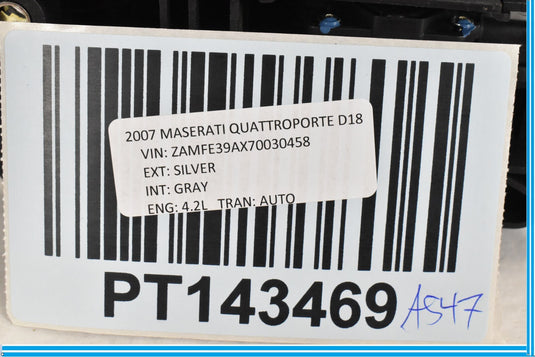 2007 MASERATI QUATTROPORTE D18
VIN: ZAMFE39AX70030458
EXT: SILVER
INT: GRAY
ENG: 4.2L TRAN: AUTO
PT143469 A547